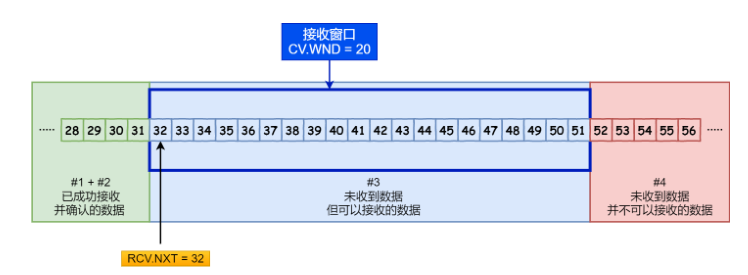 接收窗口
CV.WND = 20
..... 28 29 30 31 32 33 34 35 36 37 38 39 40 41 42 43 44 45 46 47 48 49 50 51 52 53 54 55 56 .....
#1 + #2
已成功接收
并确认的数据
#3
未收到数据
但可以接收的数据
#4
未收到数据
并不可以接收的数据
RCV.NXT = 32